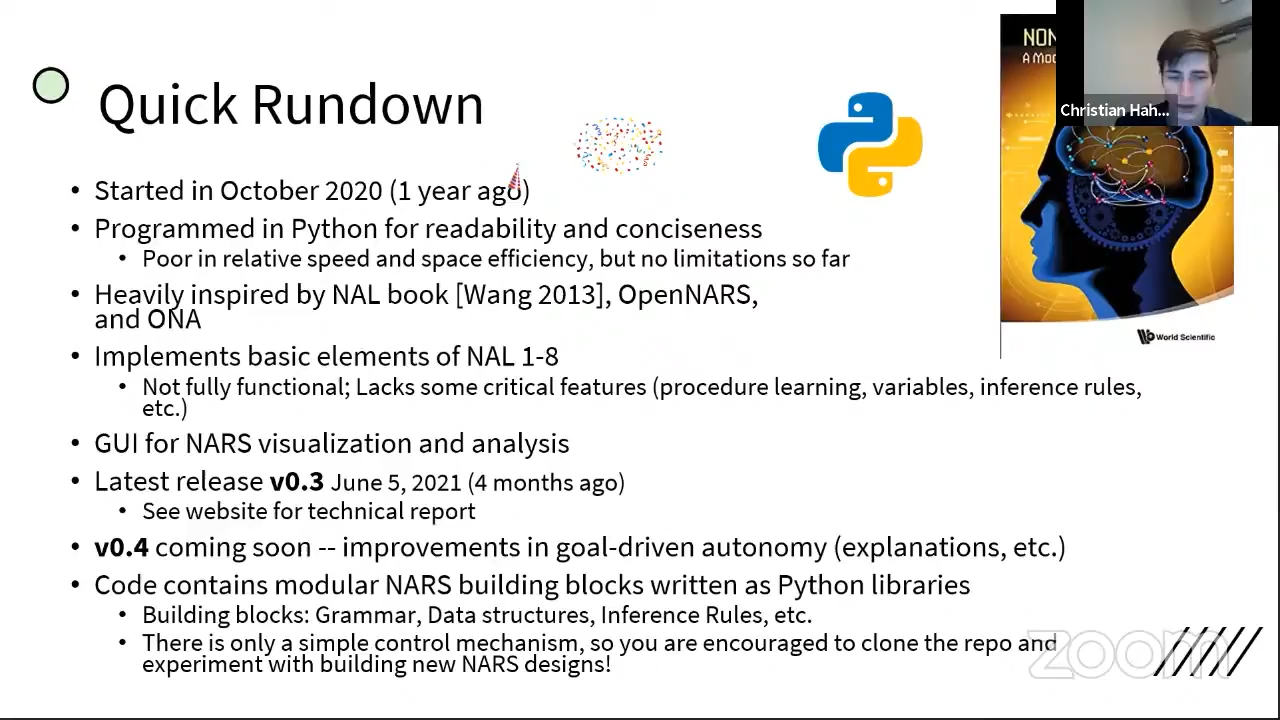 NON
A Mod
Christian Hah...
Quick Rundown
• Started in October 2020 (1 year ago)
• Programmed in Python for readability and conciseness
• Poor in relative speed and space efficiency, but no limitations so far
• Heavily inspired by NAL book [Wang 2013], OpenNARS,
and ONA
World Scientific
• Implements basic elements of NAL 1-8
• Not fully functional; Lacks some critical features (procedure learning, variables, inference rules,
etc.)
• GUI for NARS visualization and analysis
• Latest release v0.3 June 5, 2021 (4 months ago)
• See website for technical report
• v0.4 coming soon -- improvements in goal-driven autonomy (explanations, etc.)
• Code contains modular NARS building blocks written as Python libraries
• Building blocks: Grammar, Data structures, Inference Rules, etc.
• There is only a simple control mechanism, so you are encouraged to clone the repo and
experiment with building new NARS designs!
zoom